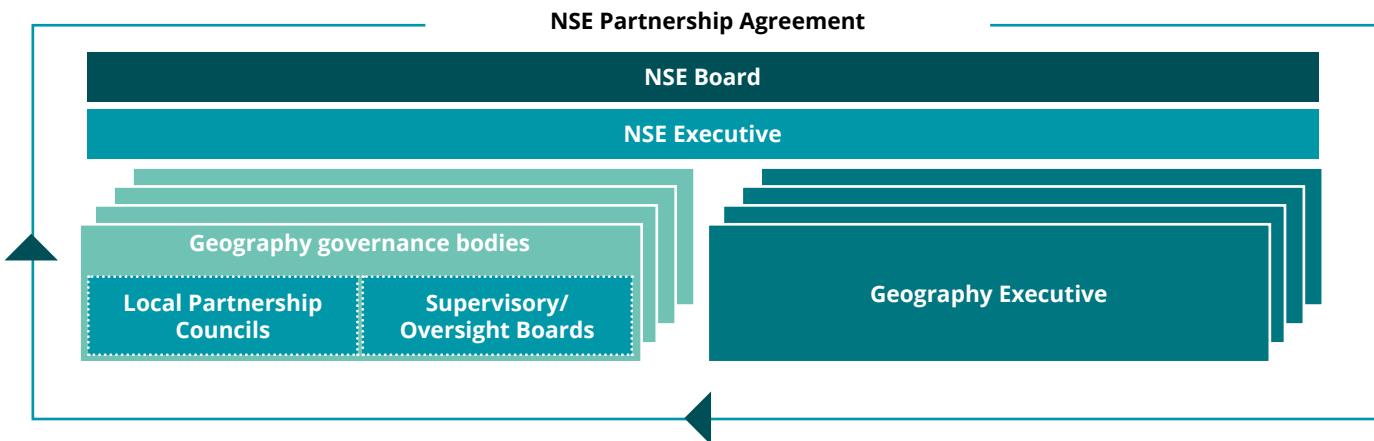 NSE Partnership Agreement
NSE Board
NSE Executive
Geography governance bodies
Local Partnership
Councils
Supervisory/
Oversight Boards
Geography Executive